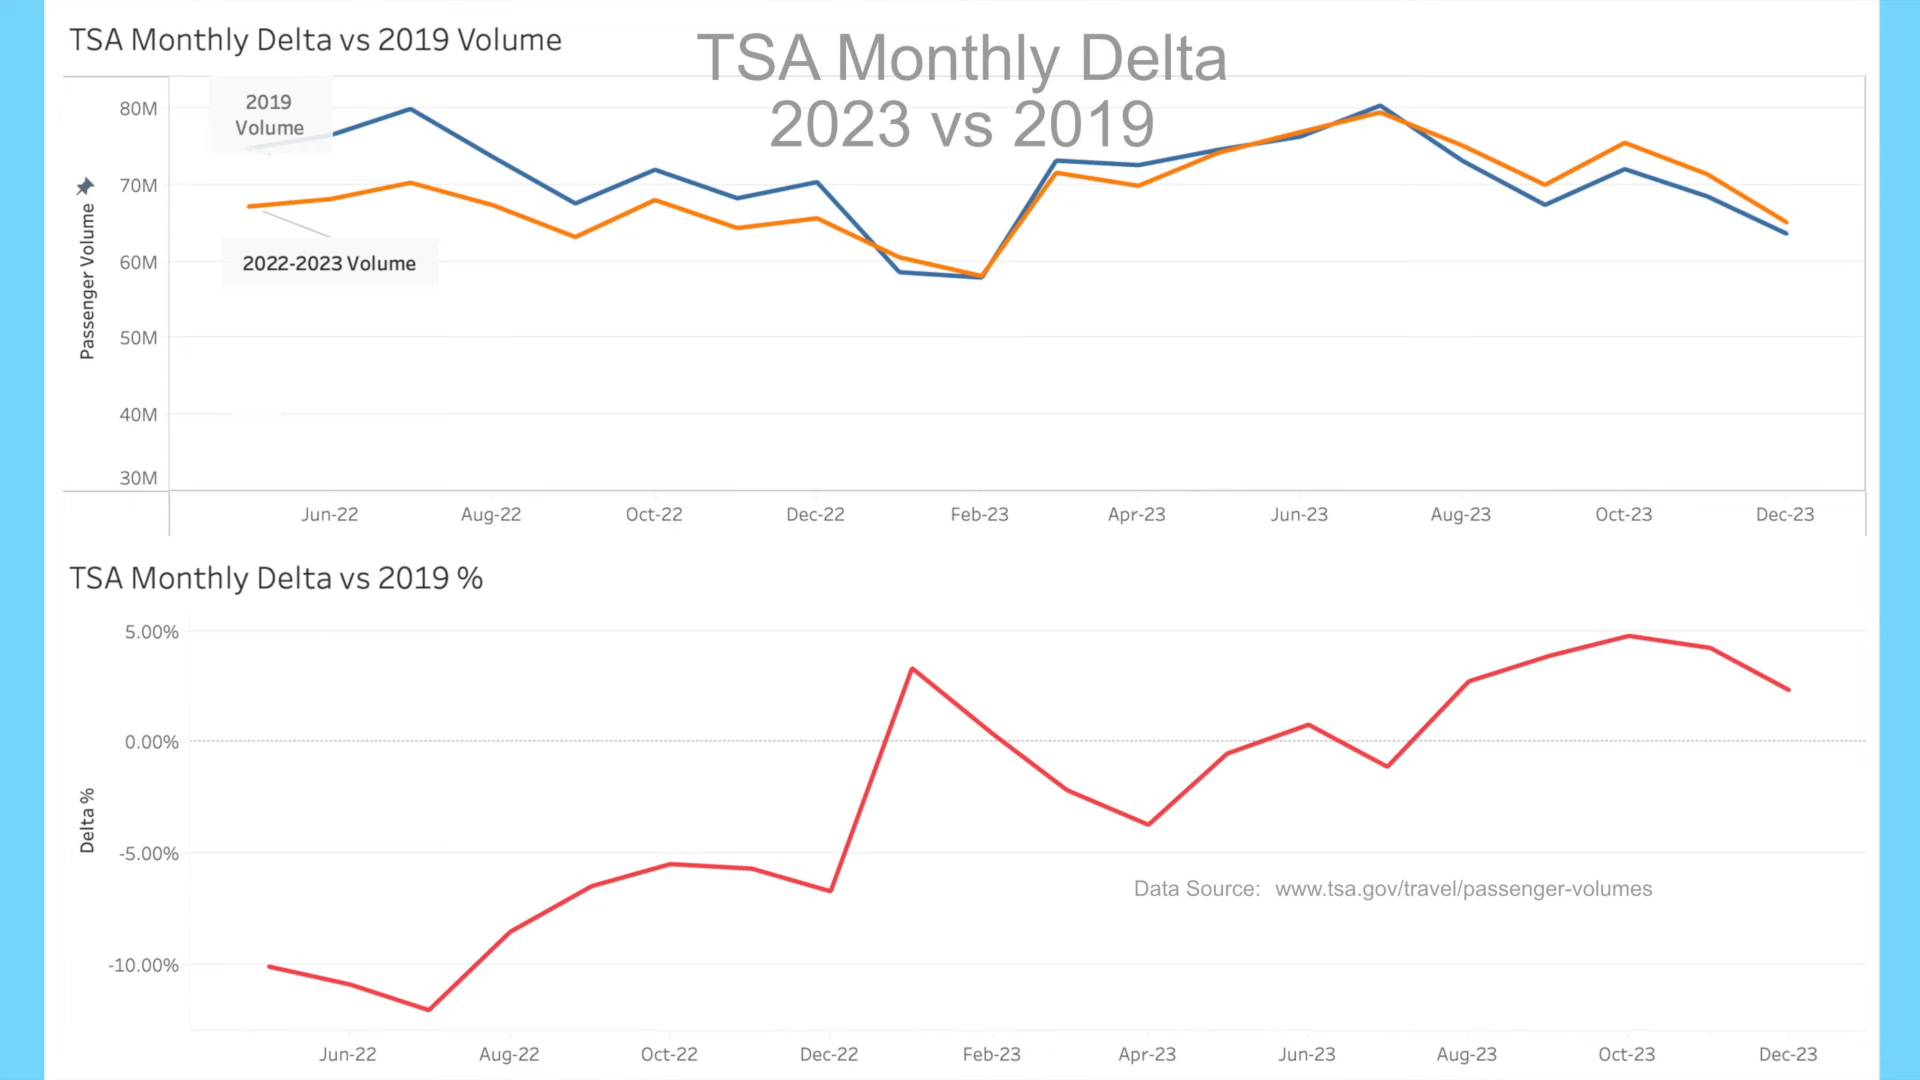 TSA Monthly Delta vs 2019 Volume
TSA Monthly Delta
2023 vs 2019
2019
Volume
2022-2023 Volume
Passenger Volume
80M
70M
60M
50M
40M
30M
Jun-22 Aug-22 Oct-22 Dec-22 Feb-23 Apr-23 Jun-23 Aug-23 Oct-23 Dec-23
TSA Monthly Delta vs 2019 %
Delta %
5.00%
0.00%
-5.00%
-10.00%
Data Source: www.tsa.gov/travel/passenger-volumes
Jun-22 Aug-22 Oct-22 Dec-22 Feb-23 Apr-23 Jun-23 Aug-23 Oct-23 Dec-23